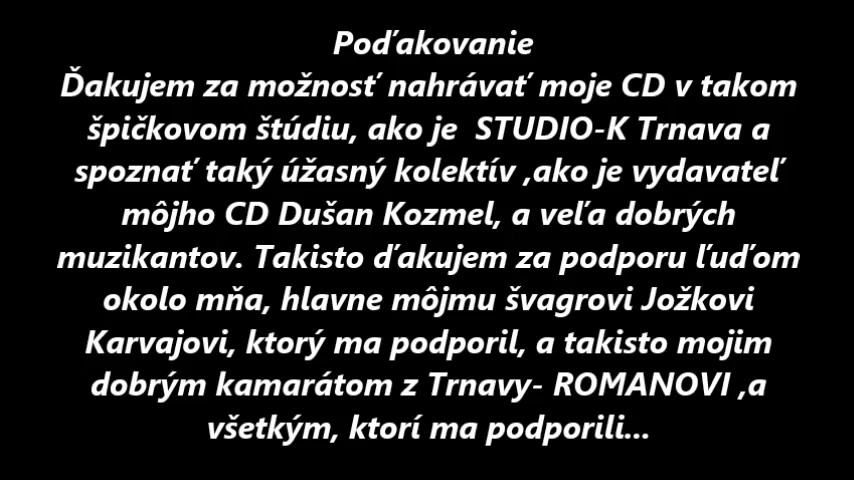 Poďakovanie
Ďakujem za možnosť nahrávať moje CD v takom
špičkovom štúdiu, ako je  STUDIO-K Trnava a
spoznať taký úžasný kolektív ,ako je vydavateľ
môjho CD Dušan Kozmel, a veľa dobrých
muzikantov. Takisto ďakujem za podporu ľuďom
okolo mňa, hlavne môjmu švagrovi Jožkovi
Karvajovi, ktorý ma podporil, a takisto mojim
dobrým kamarátom z Trnavy- ROMANOVI ,a
všetkým, ktorí ma podporili...